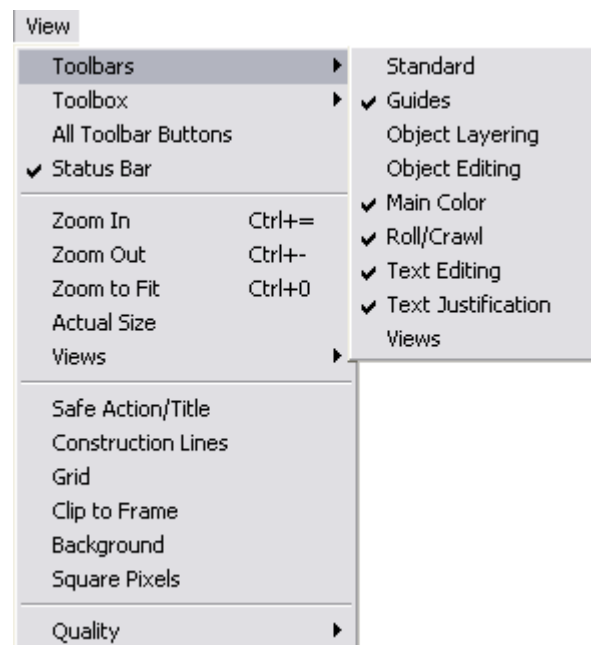 View
Toolbars
Toolbox
All Toolbar Buttons
Status Bar
Zoom In Ctrl+=
Zoom Out Ctrl+-
Zoom to Fit Ctrl+0
Actual Size
Views
Safe Action/Title
Construction Lines
Grid
Clip to Frame
Background
Square Pixels
Quality
Standard
Guides
Object Layering
Object Editing
Main Color
Roll/Crawl
Text Editing
Text Justification
Views